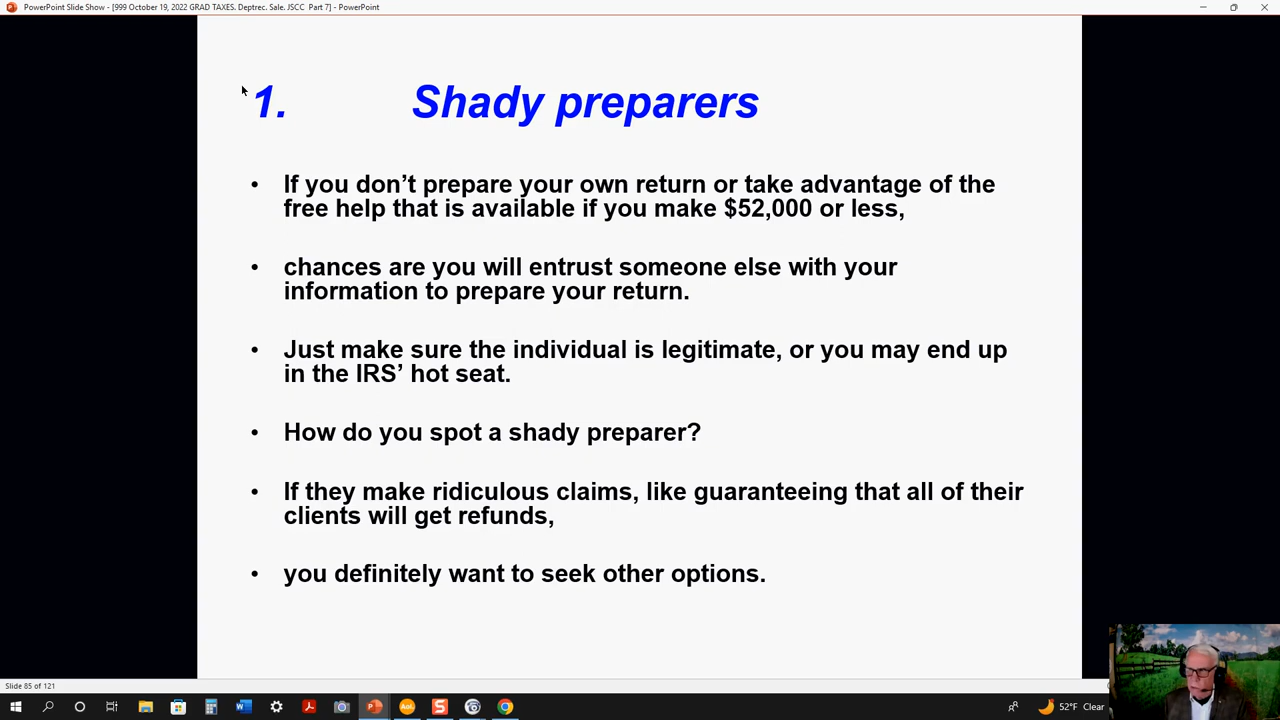 PowerPoint Slide Show - [999 October 19, 2022 GRAD TAXES. Deptrec. Sale. JSCC Part 7] - PowerPoint
1. Shady preparers
• If you don’t prepare your own return or take advantage of the
free help that is available if you make $52,000 or less,
• chances are you will entrust someone else with your
information to prepare your return.
• Just make sure the individual is legitimate, or you may end up
in the IRS’ hot seat.
• How do you spot a shady preparer?
• If they make ridiculous claims, like guaranteeing that all of their
clients will get refunds,
• you definitely want to seek other options.
Slide 85 of 121
52°F Clear